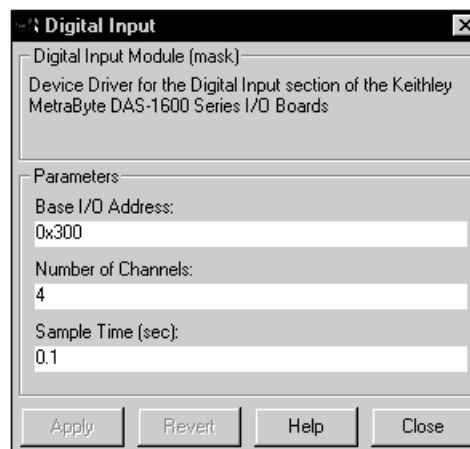 Digital Input
Digital Input Module (mask)
Device Driver for the Digital Input section of the Keithley
MetraByte DAS-1600 Series I/O Boards
Parameters
Base I/O Address:
0x300
Number of Channels:
4
Sample Time (sec):
0.1
Apply Revert Help Close